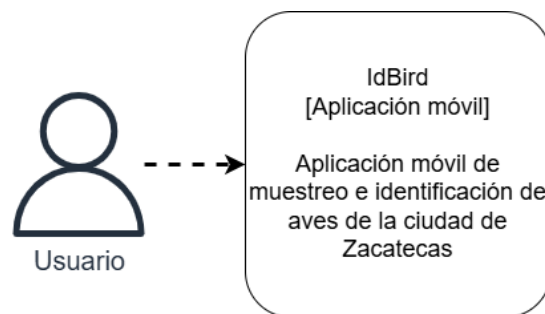 IdBird
[Aplicación móvil]
Aplicación móvil de
muestreo e identificación de
aves de la ciudad de
Zacatecas
Usuario